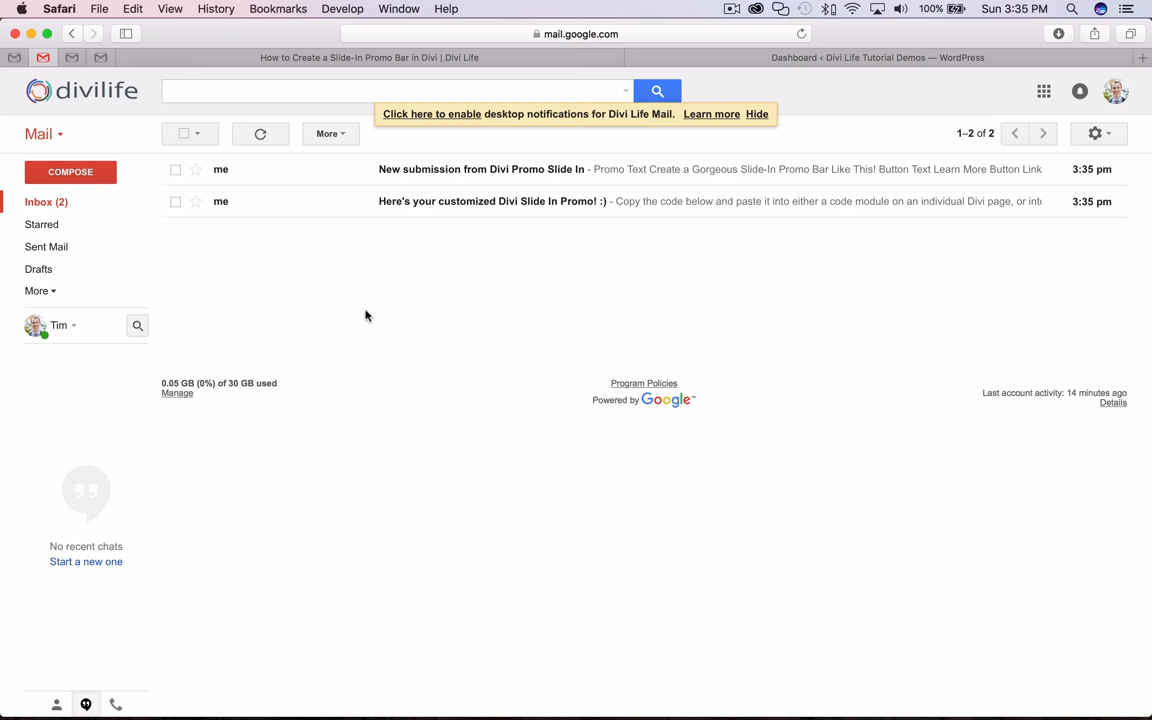 Safari File Edit View History Bookmarks Develop Window Help 100% Sun 3:35 PM
mail.google.com
How to Create a Slide-In Promo Bar in Divi | Divi Life Dashboard ‹ Divi Life Tutorial Demos — WordPress
divilife
Click here to enable desktop notifications for Divi Life Mail. Learn more Hide
Mail More 1–2 of 2
COMPOSE
me New submission from Divi Promo Slide In - Promo Text Create a Gorgeous Slide-In Promo Bar Like This! Button Text Learn More Button Link 3:35 pm
Inbox (2)
me Here's your customized Divi Slide In Promo! :) - Copy the code below and paste it into either a code module on an individual Divi page, or into 3:35 pm
Starred
Sent Mail
Drafts
More
Tim
0.05 GB (0%) of 30 GB used
Manage
Program Policies
Powered by Google™
Last account activity: 14 minutes ago
Details
No recent chats
Start a new one